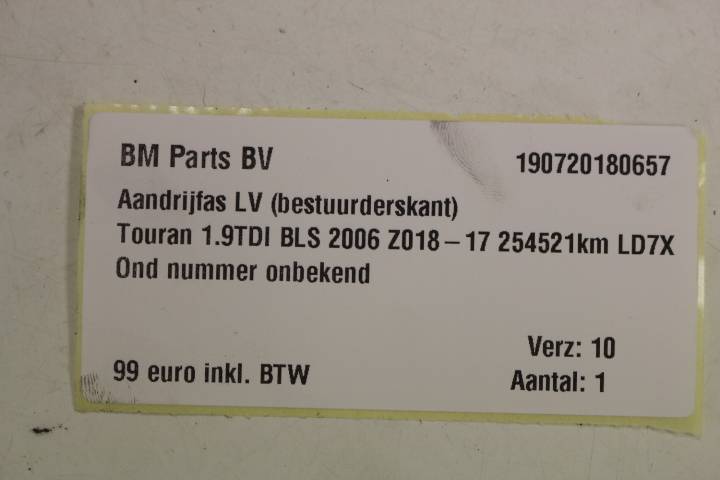 BM Parts BV 190720180657
Aandrijfas LV (bestuurderskant)
Touran 1.9TDI BLS 2006 Z018-17 254521km LD7X
Ond nummer onbekend
Verz: 10
99 euro inkl. BTW Aantal: 1